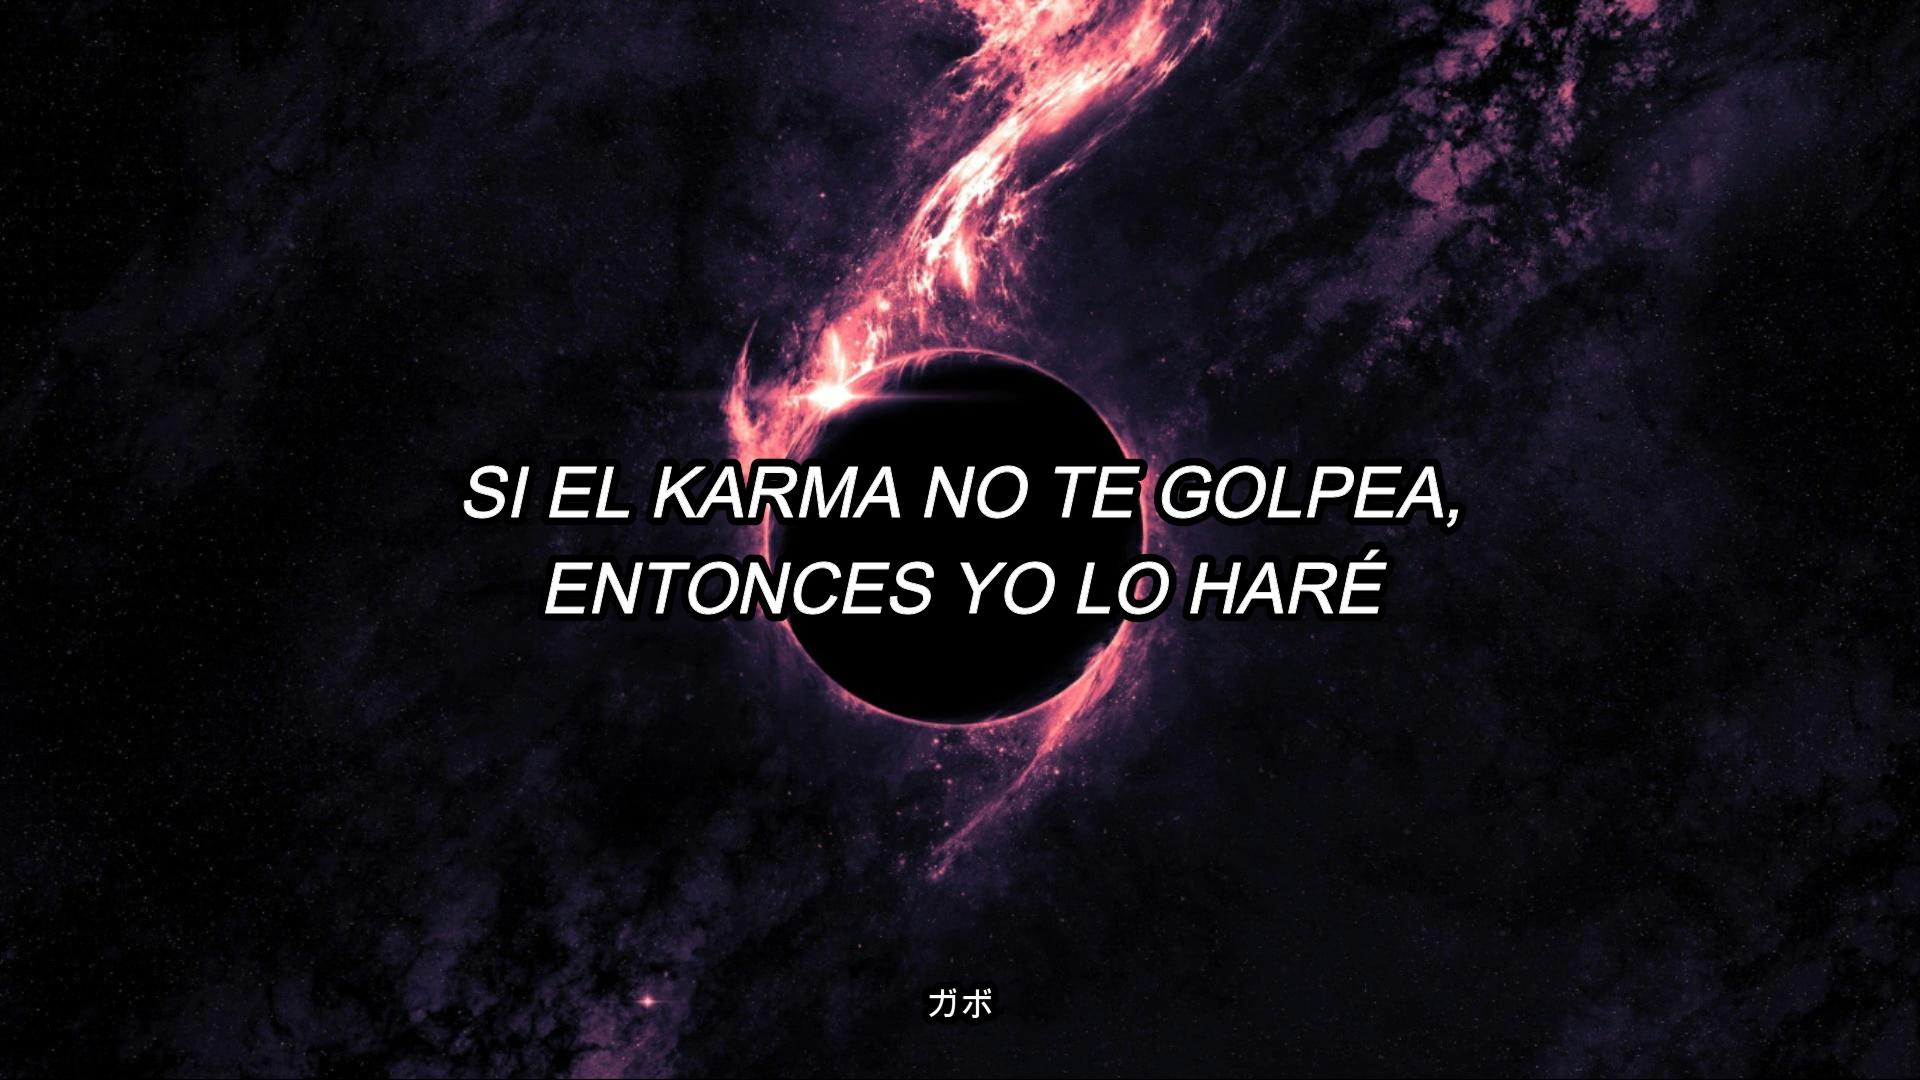 SI EL KARMA NO TE GOLPEA,
ENTONCES YO LO HARÉ
ガボ